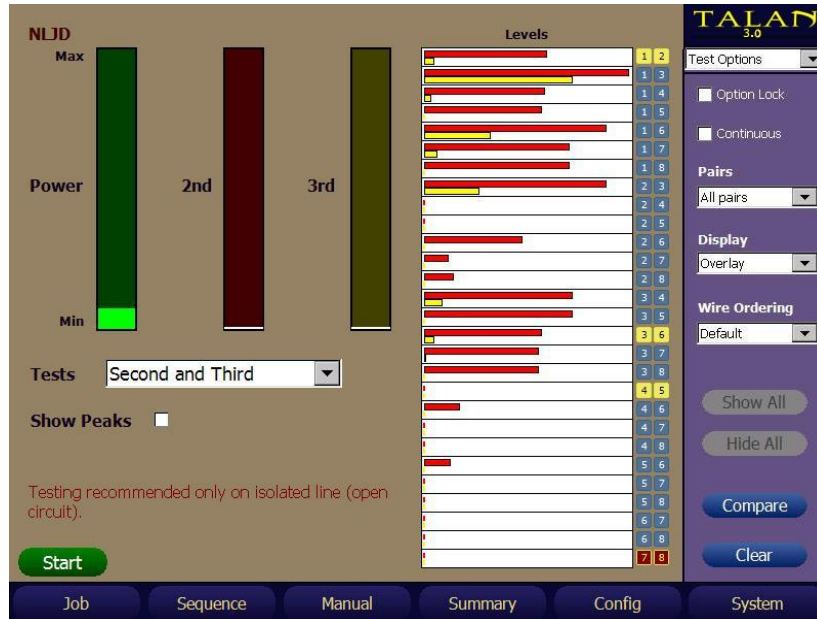 NLJD
Levels
TALAN
3.0
Max
Power
Min
2nd
3rd
1 2
1 3
1 4
1 5
1 6
1 7
1 8
2 3
2 4
2 5
2 6
2 7
2 8
3 4
3 5
3 6
3 7
3 8
4 5
4 6
4 7
4 8
5 6
5 7
5 8
6 7
6 8
7 8
Test Options
Option Lock
Continuous
Pairs
All pairs
Display
Overlay
Wire Ordering
Default
Show All
Hide All
Compare
Clear
Tests
Second and Third
Show Peaks
Testing recommended only on isolated line (open
circuit).
Start
Job
Sequence
Manual
Summary
Config
System